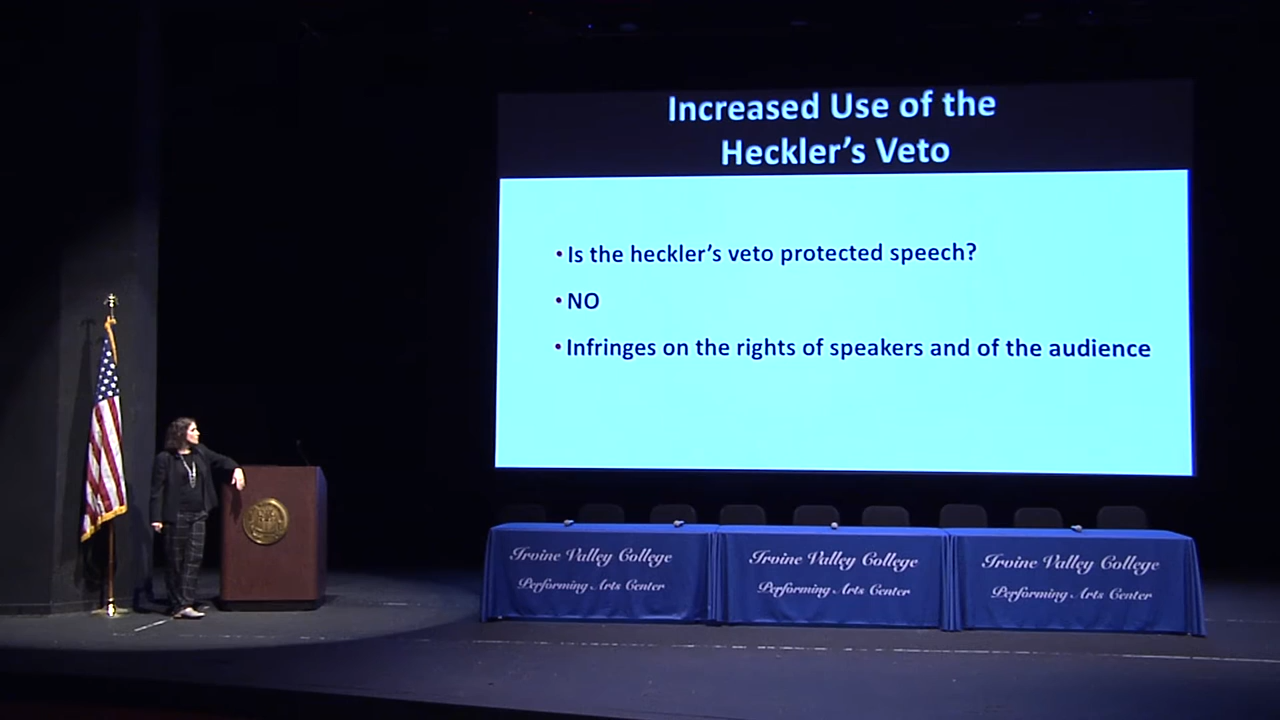 Increased Use of the
Heckler's Veto
• Is the heckler's veto protected speech?
• NO
• Infringes on the rights of speakers and of the audience
Irvine Valley College
Performing Arts Center
Irvine Valley College
Performing Arts Center
Irvine Valley College
Performing Arts Center